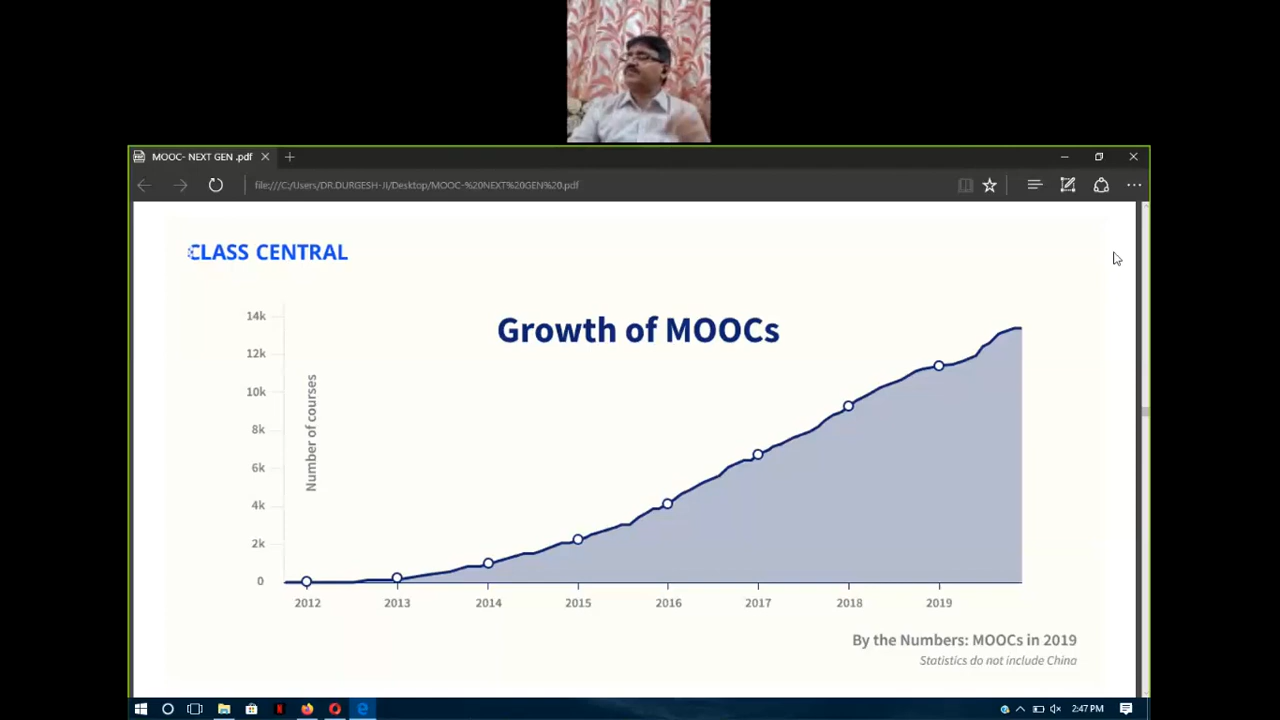 MOOC- NEXT GEN .pdf
file:///C:/Users/DR.DURGESH-JI/Desktop/MOOC-%20NEXT%20GEN%20.pdf
CLASS CENTRAL
Growth of MOOCs
Number of courses
14k
12k
10k
8k
6k
4k
2k
0
2012 2013 2014 2015 2016 2017 2018 2019
By the Numbers: MOOCs in 2019
Statistics do not include China
2:47 PM